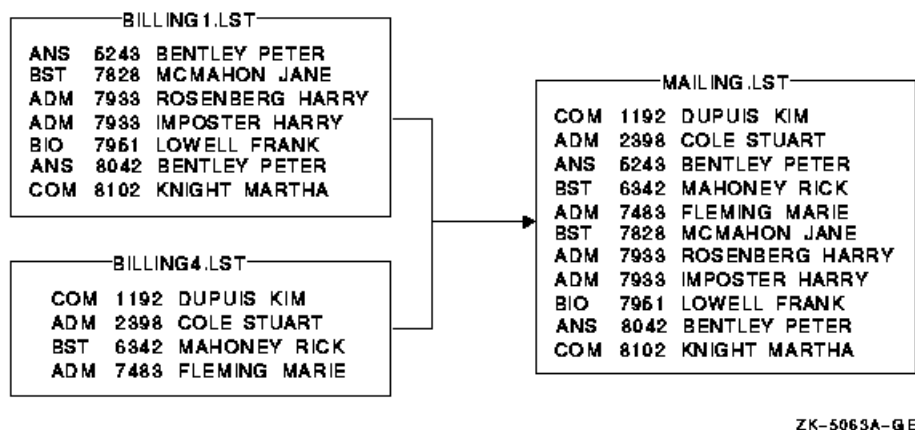 BILLING1.LST
ANS 5243 BENTLEY PETER
BST 7828 MCMAHON JANE
ADM 7933 ROSENBERG HARRY
ADM 7933 IMPOSTER HARRY
BIO 7951 LOWELL FRANK
ANS 8042 BENTLEY PETER
COM 8102 KNIGHT MARTHA
BILLING4.LST
COM 1192 DUPUIS KIM
ADM 2398 COLE STUART
BST 6342 MAHONEY RICK
ADM 7483 FLEMING MARIE
MAILING.LST
COM 1192 DUPUIS KIM
ADM 2398 COLE STUART
ANS 5243 BENTLEY PETER
BST 6342 MAHONEY RICK
ADM 7483 FLEMING MARIE
BST 7828 MCMAHON JANE
ADM 7933 ROSENBERG HARRY
ADM 7933 IMPOSTER HARRY
BIO 7951 LOWELL FRANK
ANS 8042 BENTLEY PETER
COM 8102 KNIGHT MARTHA
ZK-5063A-GE